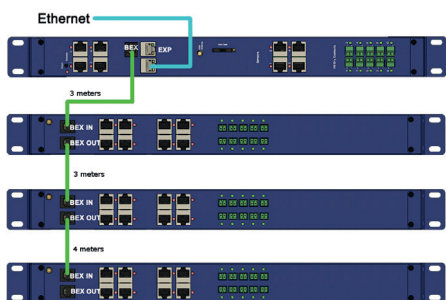 Ethernet
BEX
EXP
3 meters
BEX IN
BEX OUT
3 meters
BEX IN
BEX OUT
4 meters
BEX IN
BEX OUT